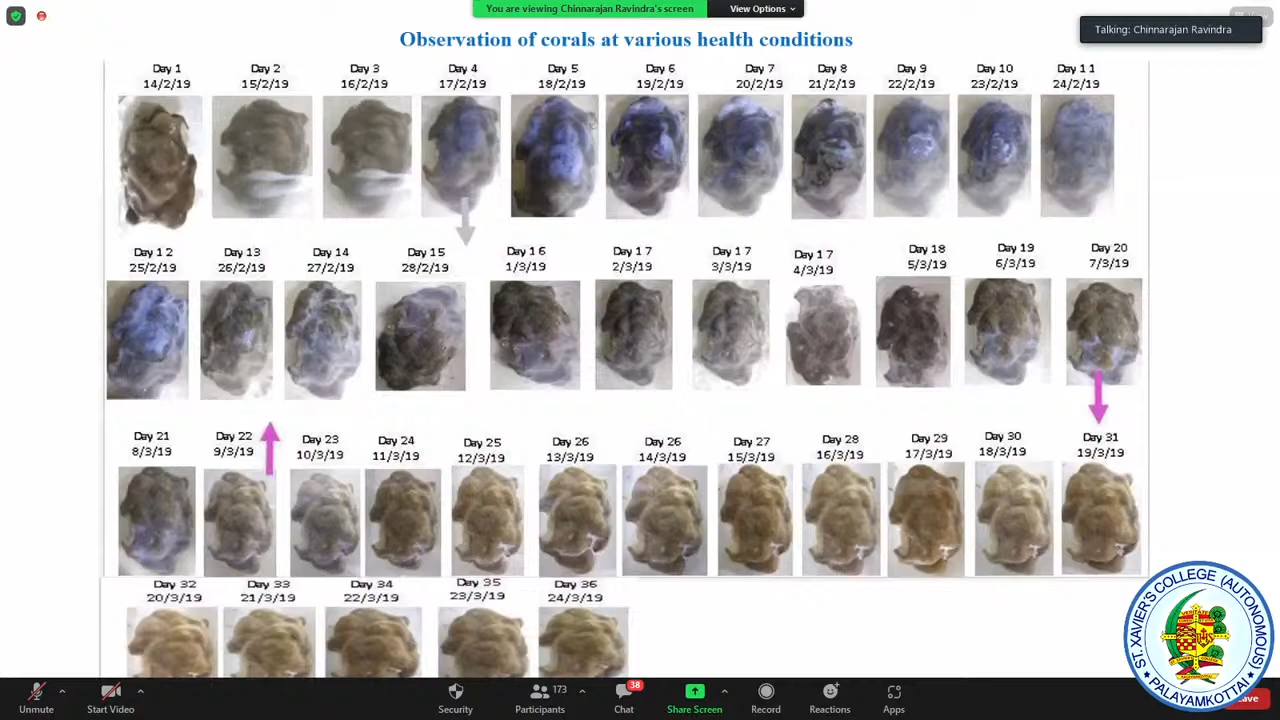 You are viewing Chinnarajan Ravindra's screen
View Options
View
Talking: Chinnarajan Ravindra
Observation of corals at various health conditions
Day 1 Day 2 Day 3 Day 4 Day 5 Day 6 Day 7 Day 8 Day 9 Day 10 Day 11
14/2/19 15/2/19 16/2/19 17/2/19 18/2/19 19/2/19 20/2/19 21/2/19 22/2/19 23/2/19 24/2/19
Day 12 Day 13 Day 14 Day 15 Day 16 Day 17 Day 17 Day 17 Day 18 Day 19 Day 20
25/2/19 26/2/19 27/2/19 28/2/19 1/3/19 2/3/19 3/3/19 4/3/19 5/3/19 6/3/19 7/3/19
Day 21 Day 22 Day 23 Day 24 Day 25 Day 26 Day 26 Day 27 Day 28 Day 29 Day 30 Day 31
8/3/19 9/3/19 10/3/19 11/3/19 12/3/19 13/3/19 14/3/19 15/3/19 16/3/19 17/3/19 18/3/19 19/3/19
Day 32 Day 33 Day 34 Day 35 Day 36
20/3/19 21/3/19 22/3/19 23/3/19 24/3/19
ST. XAVIER'S COLLEGE (AUTONOMOUS)
PALAYAMKOTTAI
38
173
Unmute Start Video Security Participants Chat Share Screen Record Reactions Apps